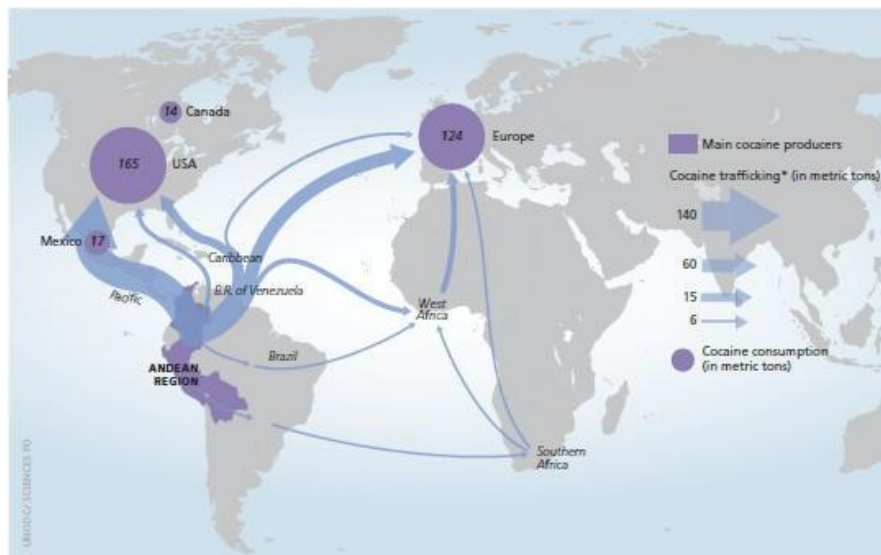 14 Canada
165 USA
Mexico 17
Pacific
Caribbean
B.R. of Venezuela
ANDEAN
REGION
Brazil
West
Africa
Southern
Africa
124 Europe
Main cocaine producers
Cocaine trafficking* (in metric tons)
140
60
15
6
Cocaine consumption
(in metric tons)
UNODC / SCIENCES PO